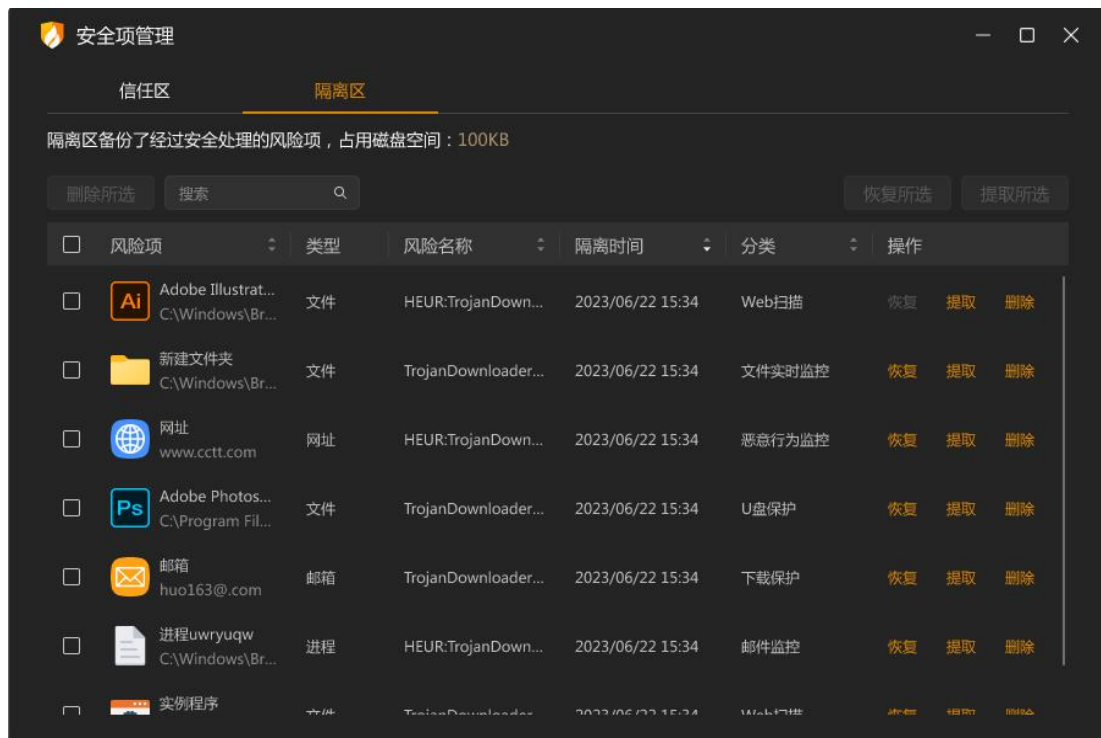 安全项管理
信任区 隔离区
隔离区备份了经过安全处理的风险项，占用磁盘空间：100KB
删除所选 搜索 恢复所选 提取所选
风险项 类型 风险名称 隔离时间 分类 操作
Ai Adobe Illustrat... 文件 HEUR:TrojanDown... 2023/06/22 15:34 Web扫描 恢复 提取 删除
C:\Windows\Br...
新建文件夹 文件 TrojanDownloader... 2023/06/22 15:34 文件实时监控 恢复 提取 删除
C:\Windows\Br...
网址 网址 HEUR:TrojanDown... 2023/06/22 15:34 恶意行为监控 恢复 提取 删除
www.cctt.com
Ps Adobe Photos... 文件 TrojanDownloader... 2023/06/22 15:34 U盘保护 恢复 提取 删除
C:\Program Fil...
邮箱 邮箱 TrojanDownloader... 2023/06/22 15:34 下载保护 恢复 提取 删除
huo163@.com
进程uwryuqw 进程 HEUR:TrojanDown... 2023/06/22 15:34 邮件监控 恢复 提取 删除
C:\Windows\Br...
实例程序